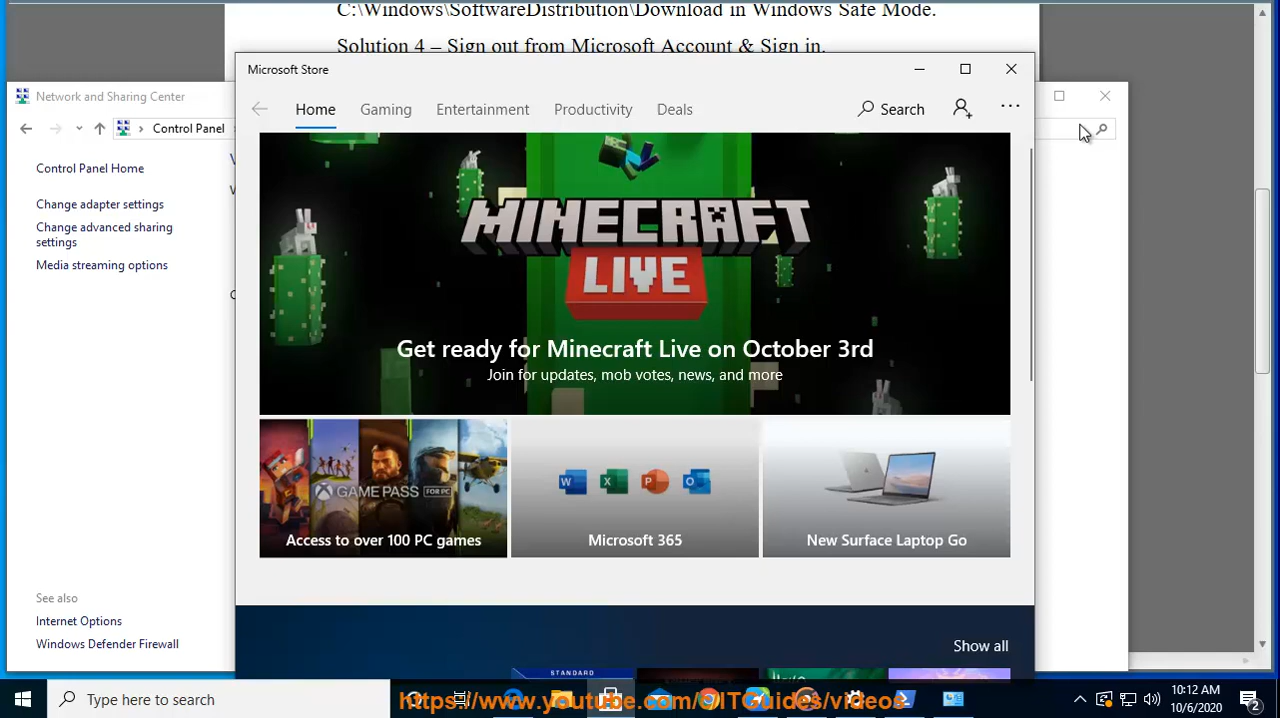 C:\Windows\SoftwareDistribution\Download in Windows Safe Mode.
Solution 4 – Sign out from Microsoft Account & Sign in.
Network and Sharing Center
Control Panel
Control Panel Home
Change adapter settings
Change advanced sharing
settings
Media streaming options
See also
Internet Options
Windows Defender Firewall
Microsoft Store
Home Gaming Entertainment Productivity Deals Search
MINECRAFT
LIVE
Get ready for Minecraft Live on October 3rd
Join for updates, mob votes, news, and more
GAME PASS FOR PC
Access to over 100 PC games
W X P O
Microsoft 365
New Surface Laptop Go
Show all
STANDARD
Type here to search
https://www.youtube.com/@ITGuides/videos
10:12 AM
10/6/2020
2